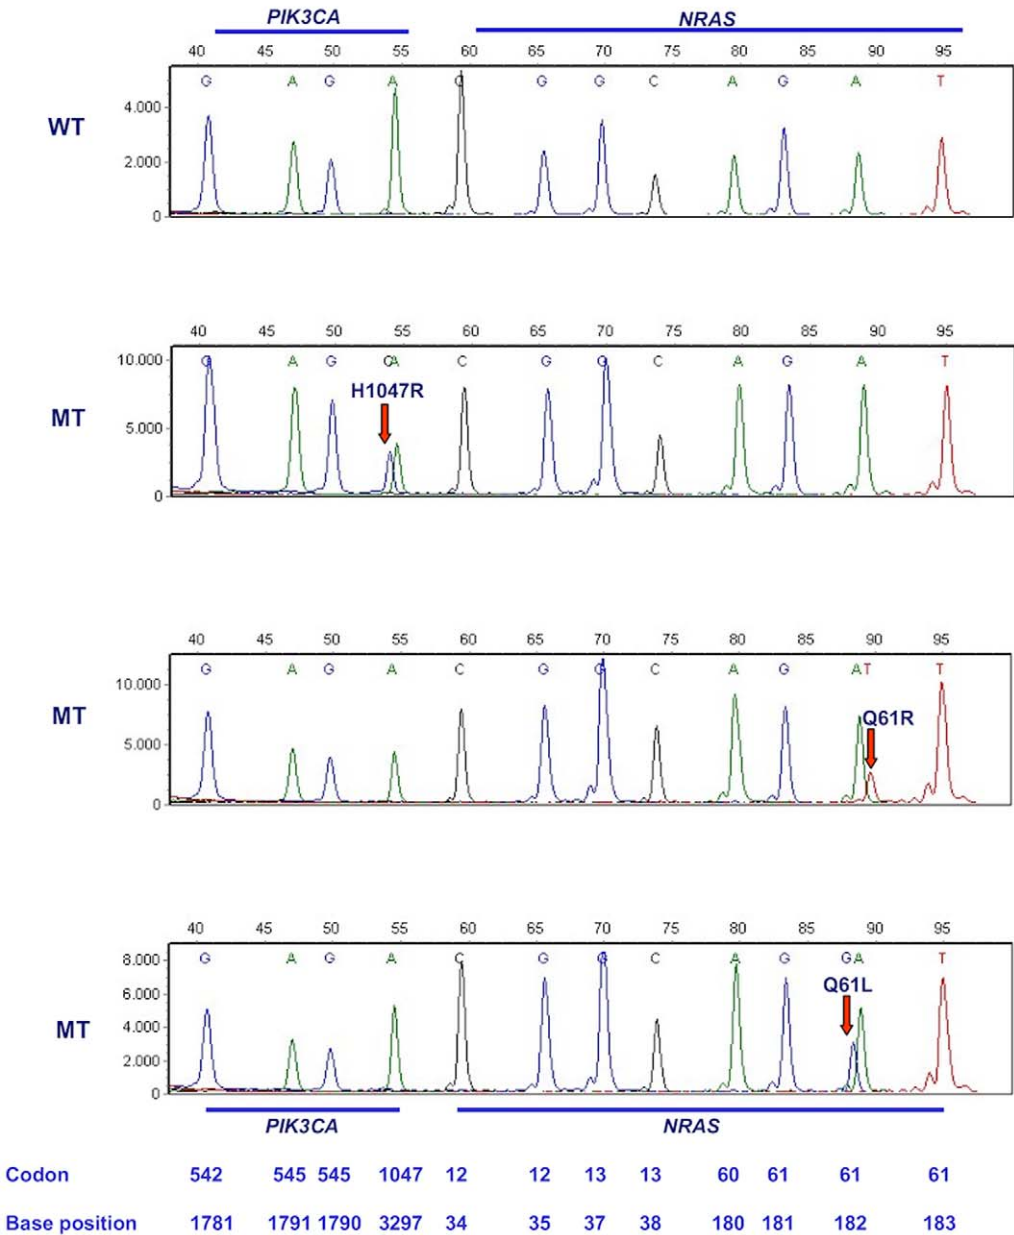 PIK3CA NRAS
40 45 50 55 60 65 70 75 80 85 90 95
G A G A C G G C A G A T
WT
4.000
2.000
0
40 45 50 55 60 65 70 75 80 85 90 95
10.000
G A G GA C G G C A G A T
H1047R
MT
5.000
0
40 45 50 55 60 65 70 75 80 85 90 95
G A G A C G G C A G A T T
10.000
MT
Q61R
5.000
0
40 45 50 55 60 65 70 75 80 85 90 95
8.000
G A G A C G G C A G G A T
6.000
Q61L
MT
4.000
2.000
0
PIK3CA NRAS
Codon 542 545 545 1047 12 12 13 13 60 61 61 61
Base position 1781 1791 1790 3297 34 35 37 38 180 181 182 183